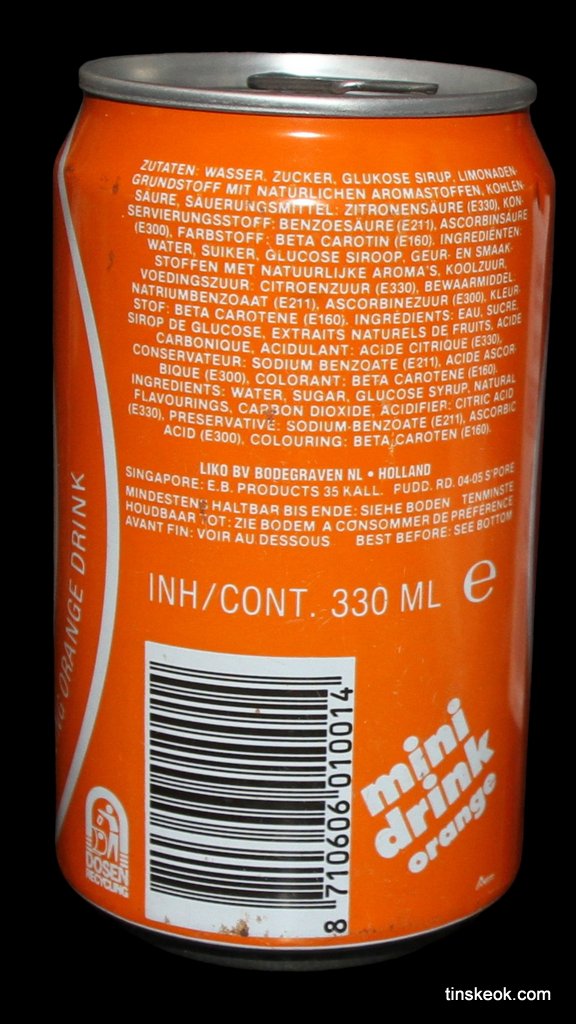 ZUTATEN: WASSER, ZUCKER, GLUKOSE SIRUP, LIMONADEN-
GRUNDSTOFF MIT NATÜRLICHEN AROMASTOFFEN, KOHLEN-
SÄURE, SÄUERUNGSMITTEL: ZITRONENSÄURE (E330), KON-
SERVIERUNGSSTOFF: BENZOESÄURE (E211), ASCORBINSÄURE
(E300), FARBSTOFF: BETA CAROTIN (E160). INGREDIËNTEN:
WATER, SUIKER, GLUCOSE SIROOP, GEUR- EN SMAAK-
STOFFEN MET NATUURLIJKE AROMA'S, KOOLZUUR,
VOEDINGSZUUR: CITROENZUUR (E330), BEWAARMIDDEL:
NATRIUMBENZOAAT (E211), ASCORBINEZUUR (E300), KLEUR-
STOF: BETA CAROTENE (E160). INGRÉDIENTS: EAU, SUCRE,
SIROP DE GLUCOSE, EXTRAITS NATURELS DE FRUITS, ACIDE
CARBONIQUE, ACIDULANT: ACIDE CITRIQUE (E330),
CONSERVATEUR: SODIUM BENZOATE (E211), ACIDE ASCOR-
BIQUE (E300), COLORANT: BETA CAROTENE (E160).
INGREDIENTS: WATER, SUGAR, GLUCOSE SYRUP, NATURAL
FLAVOURINGS, CARBON DIOXIDE, ACIDIFIER: CITRIC ACID
(E330), PRESERVATIVE: SODIUM-BENZOATE (E211), ASCORBIC
ACID (E300), COLOURING: BETA CAROTEN (E160).
LIKO BV BODEGRAVEN NL • HOLLAND
SINGAPORE: E.B. PRODUCTS 35 KALL. PUDD. RD. 04-05 S'PORE
MINDESTENS HALTBAR BIS ENDE: SIEHE BODEN TENMINSTE
HOUDBAAR TOT: ZIE BODEM A CONSOMMER DE PRÉFÉRENCE
AVANT FIN: VOIR AU DESSOUS BEST BEFORE: SEE BOTTOM
INH/CONT. 330 ML e
ORANGE DRINK
8 710606 010014
mini
drink
orange
DOSEN
RECYCLING
tinskeok.com